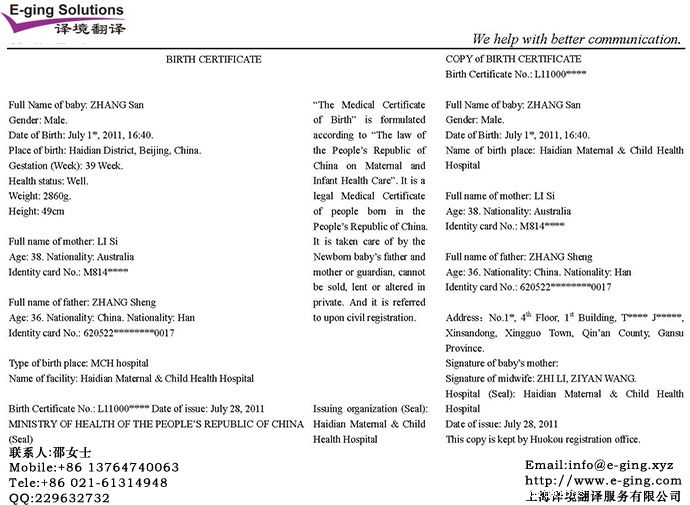 E-ging Solutions
译境翻译
We help with better communication.
BIRTH CERTIFICATE
Full Name of baby: ZHANG San
Gender: Male.
Date of Birth: July 1*, 2011, 16:40.
Place of birth: Haidian District, Beijing, China.
Gestation (Week): 39 Week.
Health status: Well.
Weight: 2860g.
Height: 49cm
Full name of mother: LI Si
Age: 38. Nationality: Australia
Identity card No.: M814****
Full name of father: ZHANG Sheng
Age: 36. Nationality: China. Nationality: Han
Identity card No.: 620522********0017
Type of birth place: MCH hospital
Name of facility: Haidian Maternal & Child Health Hospital
Birth Certificate No.: L11000**** Date of issue: July 28, 2011
MINISTRY OF HEALTH OF THE PEOPLE'S REPUBLIC OF CHINA
(Seal)
“The Medical Certificate
of Birth” is formulated
according to “The law of
the People's Republic of
China on Maternal and
Infant Health Care”. It is a
legal Medical Certificate
of people born in the
People's Republic of China.
It is taken care of by the
Newborn baby's father and
mother or guardian, cannot
be sold, lent or altered in
private. And it is referred
to upon civil registration.
Issuing organization (Seal):
Haidian Maternal & Child
Health Hospital
COPY of BIRTH CERTIFICATE
Birth Certificate No.: L11000****
Full Name of baby: ZHANG San
Gender: Male.
Date of Birth: July 1*, 2011, 16:40.
Name of birth place: Haidian Maternal & Child Health
Hospital
Full name of mother: LI Si
Age: 38. Nationality: Australia
Identity card No.: M814****
Full name of father: ZHANG Sheng
Age: 36. Nationality: China. Nationality: Han
Identity card No.: 620522********0017
Address: No.1*, 4th Floor, 1st Building, T**** J*****,
Xinsandong, Xingguo Town, Qin'an County, Gansu
Province.
Signature of baby's mother:
Signature of midwife: ZHI LI, ZIYAN WANG.
Hospital (Seal): Haidian Maternal & Child Health
Hospital
Date of issue: July 28, 2011
This copy is kept by Huokou registration office.
联系人:邵女士
Mobile:+86 13764740063
Tele:+86 021-61314948
QQ:229632732
Email:info@e-ging.xyz
http://www.e-ging.com
上海译境翻译服务有限公司